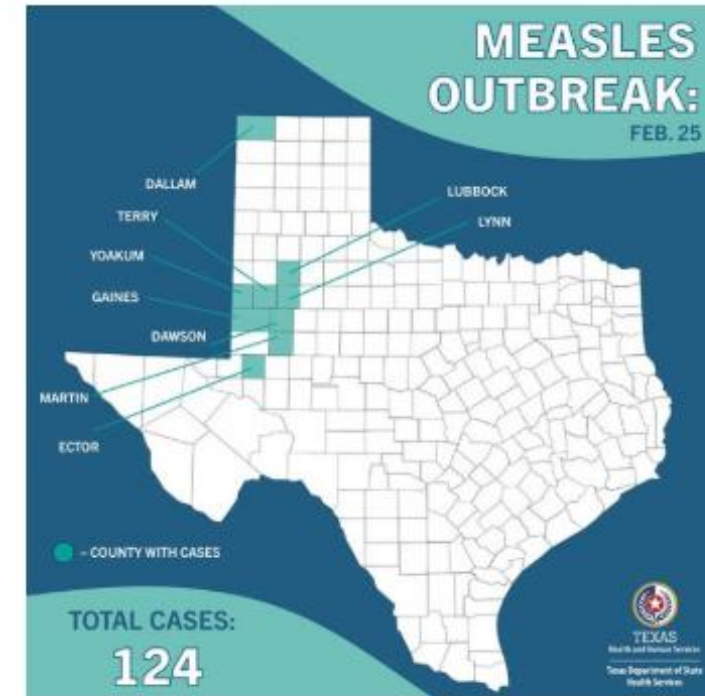 MEASLES
OUTBREAK:
FEB. 25
DALLAM
LUBBOCK
TERRY
LYNN
YOAKUM
GAINES
DAWSON
MARTIN
ECTOR
– COUNTY WITH CASES
TOTAL CASES:
124
TEXAS
Health and Human Services
Texas Department of State
Health Services